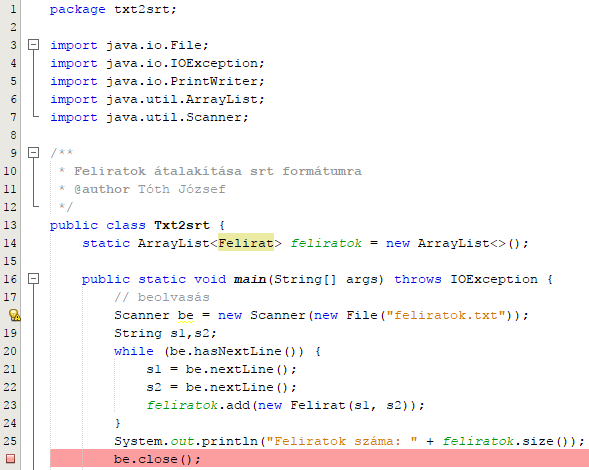 1 package txt2srt;
2
3 import java.io.File;
4 import java.io.IOException;
5 import java.io.PrintWriter;
6 import java.util.ArrayList;
7 import java.util.Scanner;
8
9 /**
10  * Feliratok átalakítása srt formátumra
11  * @author Tóth József
12  */
13 public class Txt2srt {
14     static ArrayList<Felirat> feliratok = new ArrayList<>();
15
16     public static void main(String[] args) throws IOException {
17         // beolvasás
        Scanner be = new Scanner(new File("feliratok.txt"));
19         String s1,s2;
20         while (be.hasNextLine()) {
21             s1 = be.nextLine();
22             s2 = be.nextLine();
23             feliratok.add(new Felirat(s1, s2));
24         }
25         System.out.println("Feliratok száma: " + feliratok.size());
        be.close();